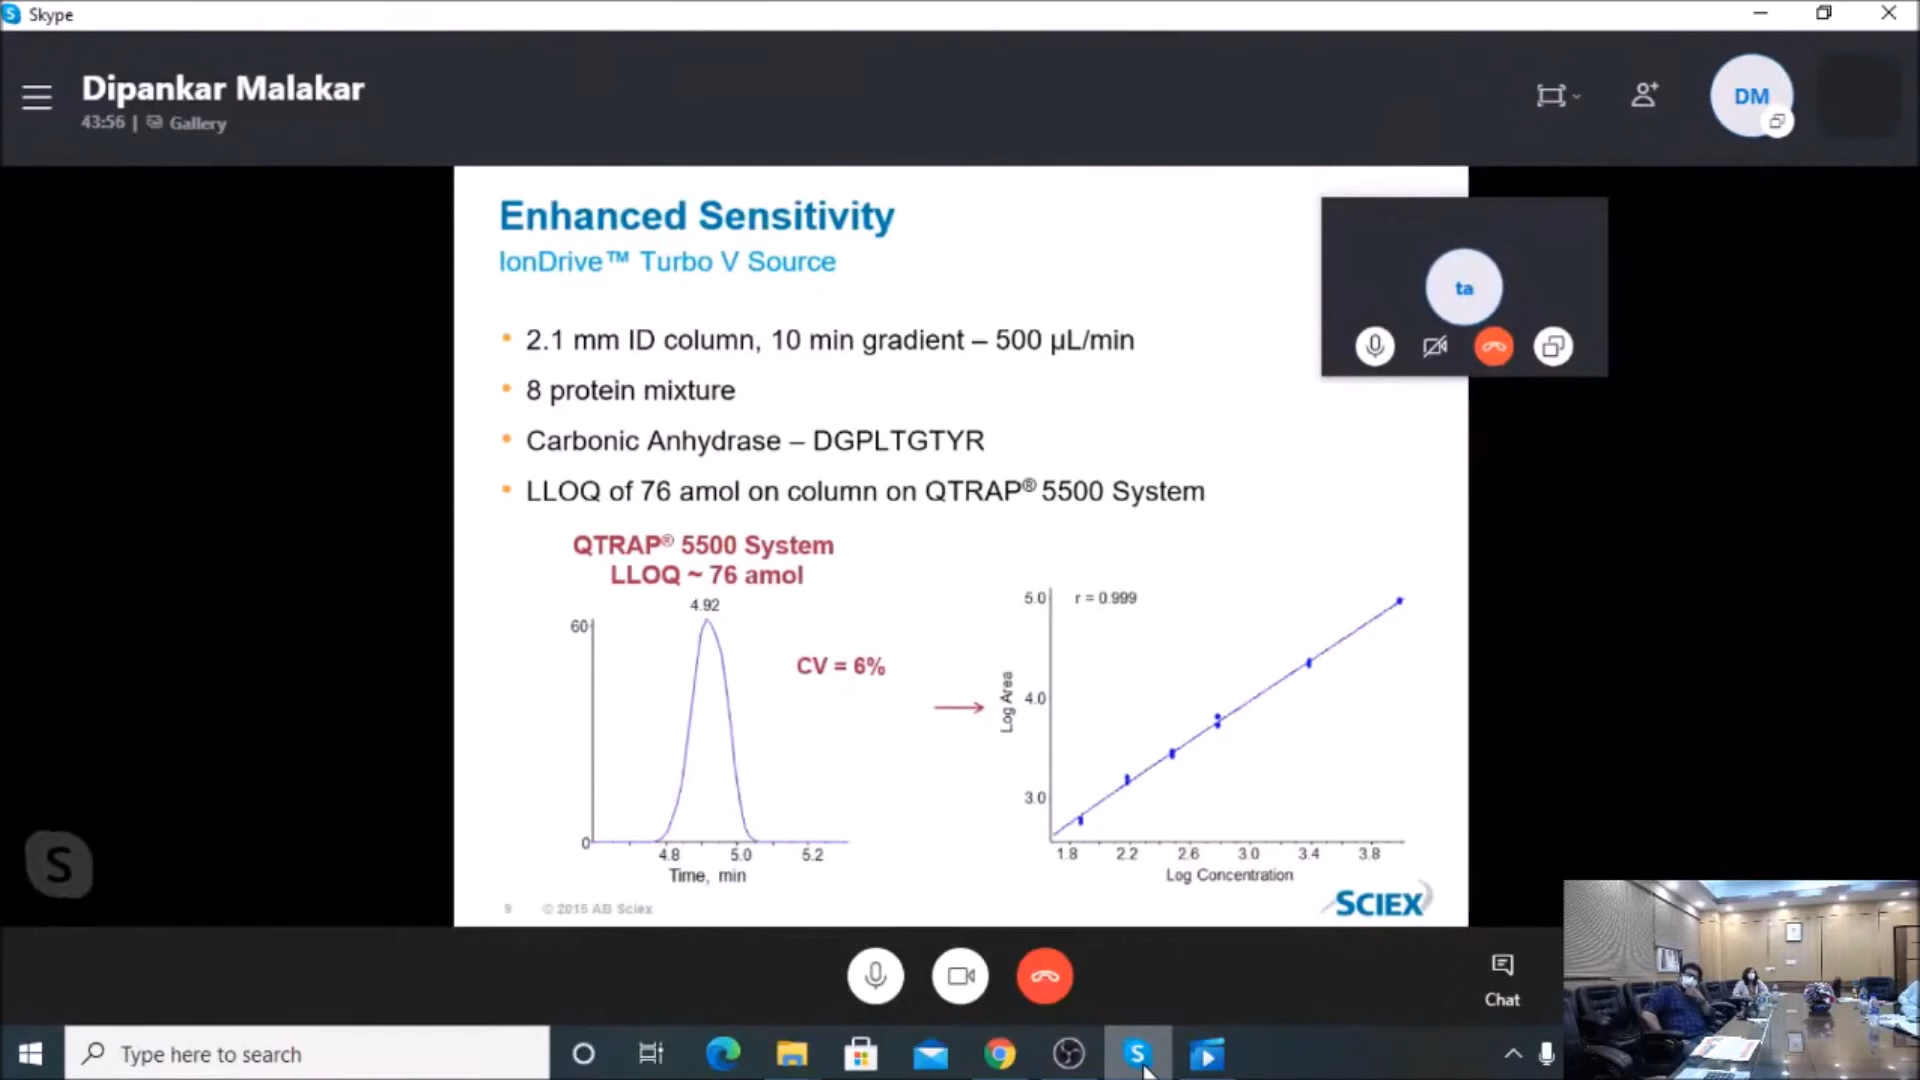 Skype
Dipankar Malakar
43:56 | Gallery
DM
Enhanced Sensitivity
IonDrive™ Turbo V Source
ta
• 2.1 mm ID column, 10 min gradient – 500 µL/min
• 8 protein mixture
• Carbonic Anhydrase – DGPLTGTYR
• LLOQ of 76 amol on column on QTRAP® 5500 System
QTRAP® 5500 System
LLOQ ~ 76 amol
4.92
60
CV = 6%
0
4.8 5.0 5.2
Time, min
r = 0.999
5.0
4.0
3.0
Log Area
1.8 2.2 2.6 3.0 3.4 3.8
Log Concentration
9 © 2015 AB Sciex
SCIEX
Chat
Type here to search